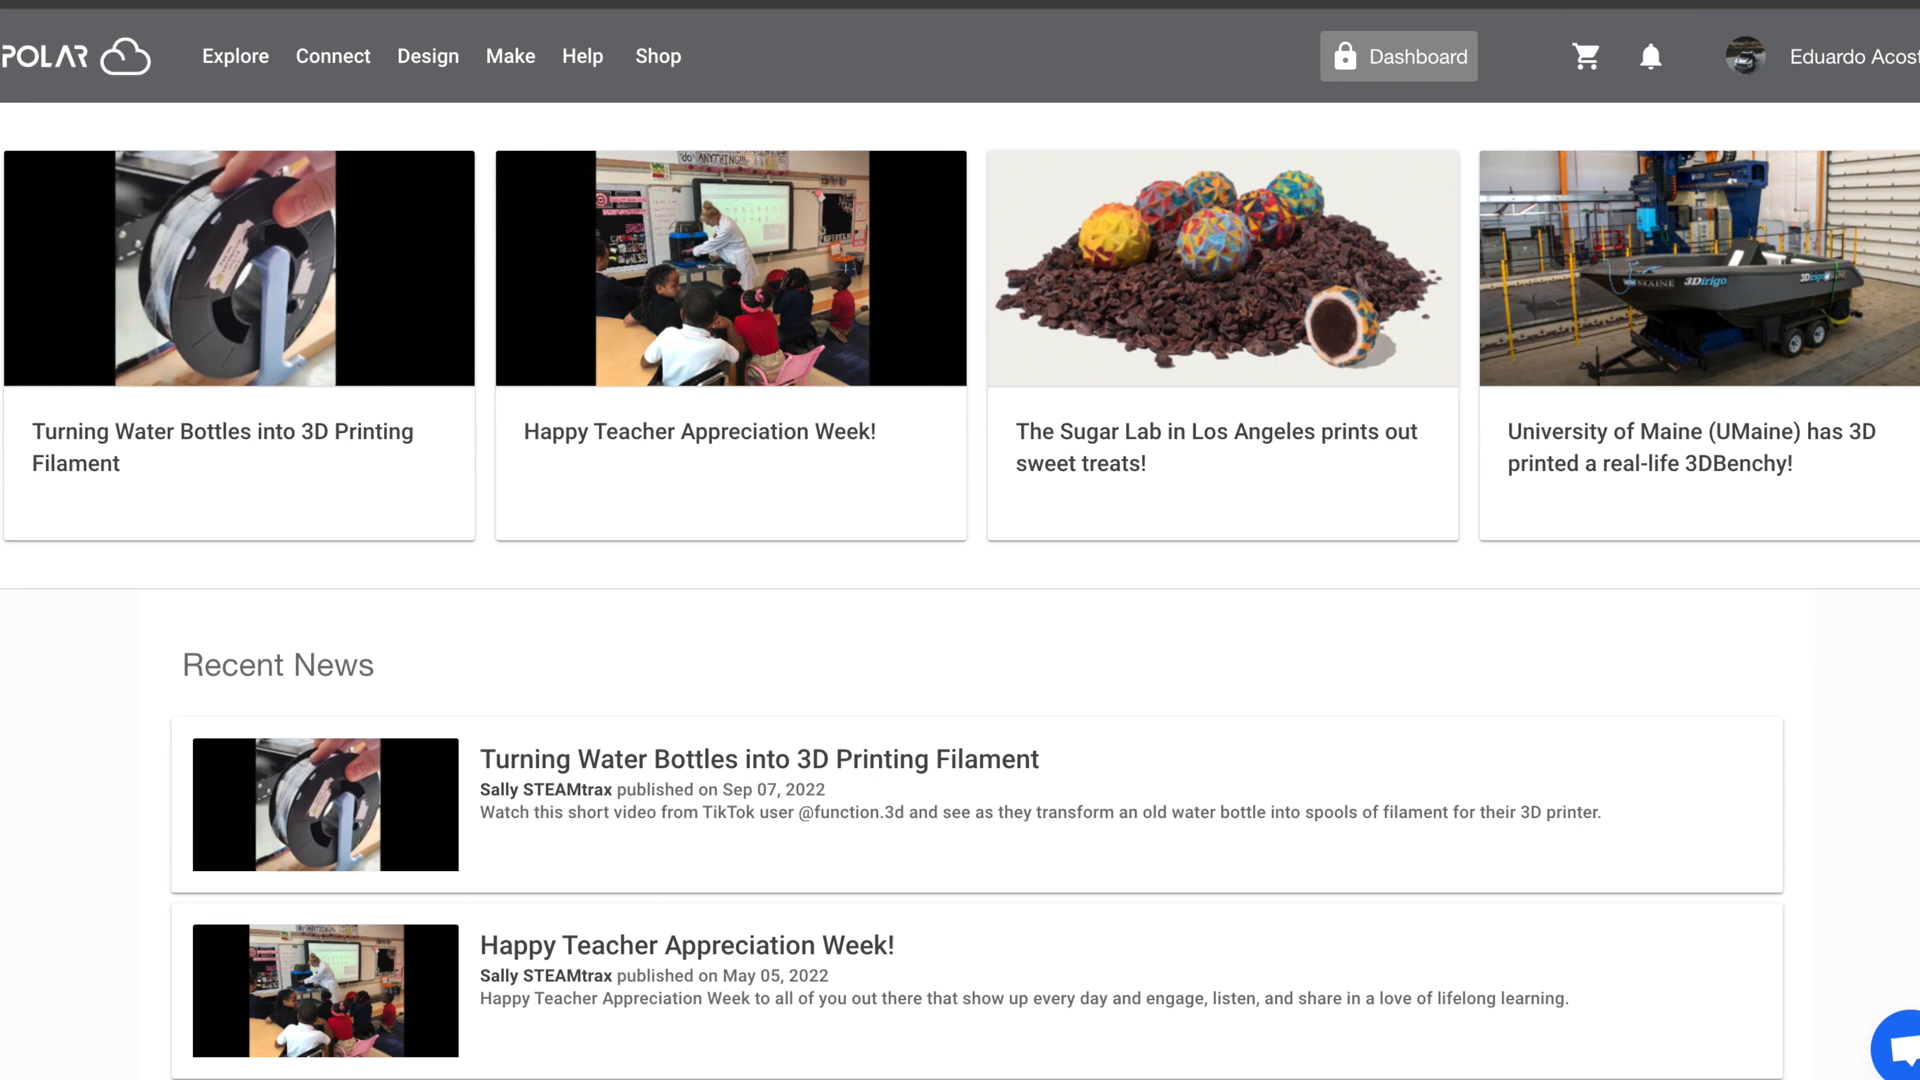 POLAR
Explore Connect Design Make Help Shop
Dashboard
Eduardo Acost
do ANYTHING!!!
MAINE 3Dirigo 3Dirigo
Turning Water Bottles into 3D Printing
Filament
Happy Teacher Appreciation Week!
The Sugar Lab in Los Angeles prints out
sweet treats!
University of Maine (UMaine) has 3D
printed a real-life 3DBenchy!
Recent News
Turning Water Bottles into 3D Printing Filament
Sally STEAMtrax published on Sep 07, 2022
Watch this short video from TikTok user @function.3d and see as they transform an old water bottle into spools of filament for their 3D printer.
Happy Teacher Appreciation Week!
Sally STEAMtrax published on May 05, 2022
Happy Teacher Appreciation Week to all of you out there that show up every day and engage, listen, and share in a love of lifelong learning.